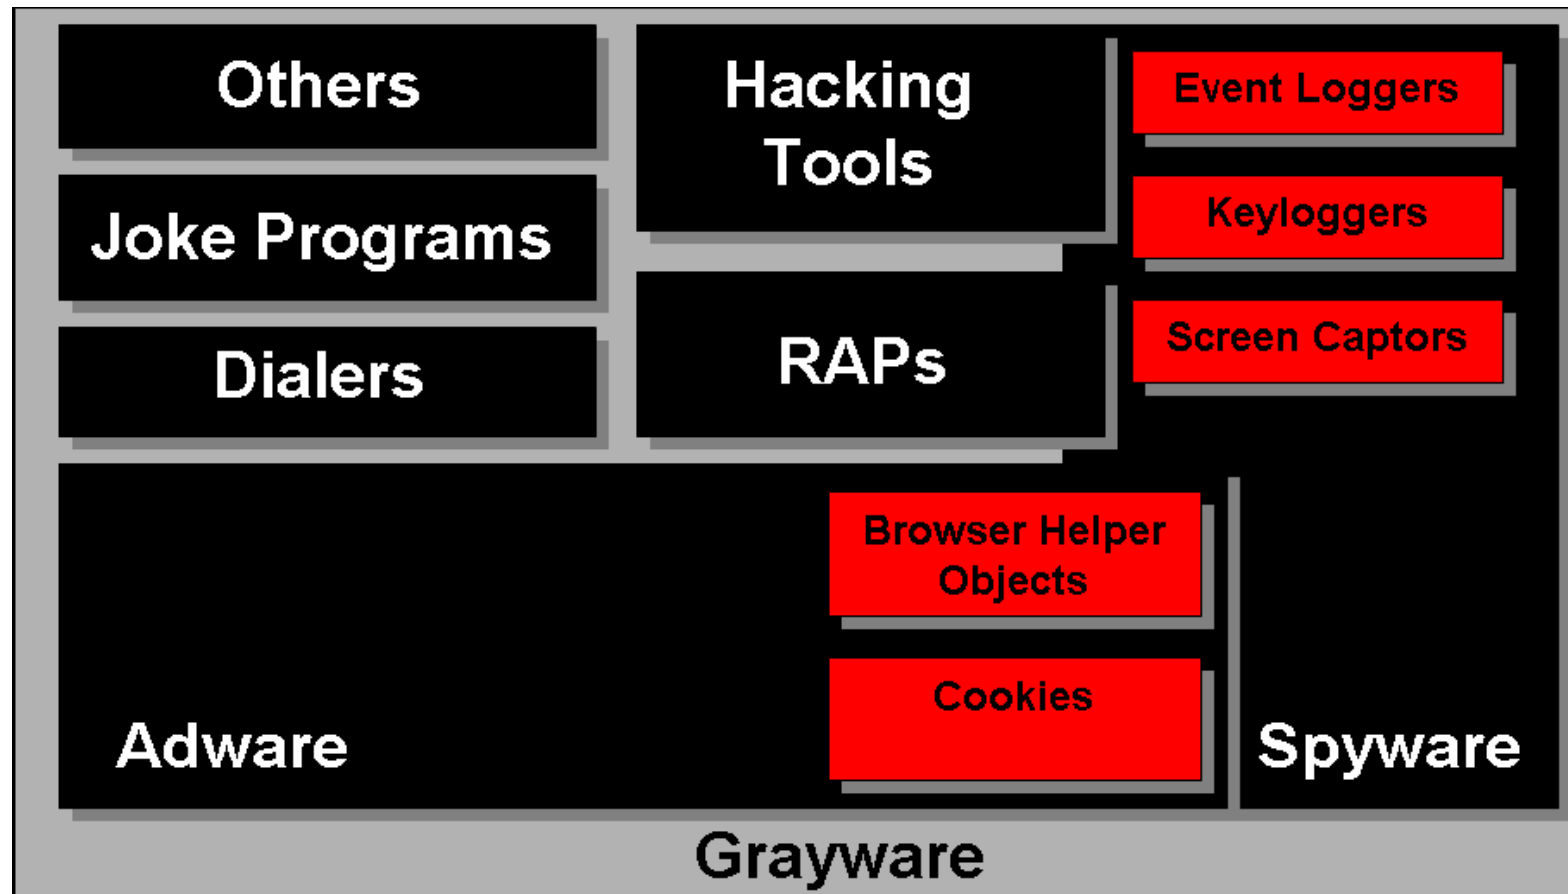 Others
Joke Programs
Dialers
Hacking
Tools
RAPs
Event Loggers
Keyloggers
Screen Captors
Browser Helper
Objects
Cookies
Adware
Spyware
Grayware